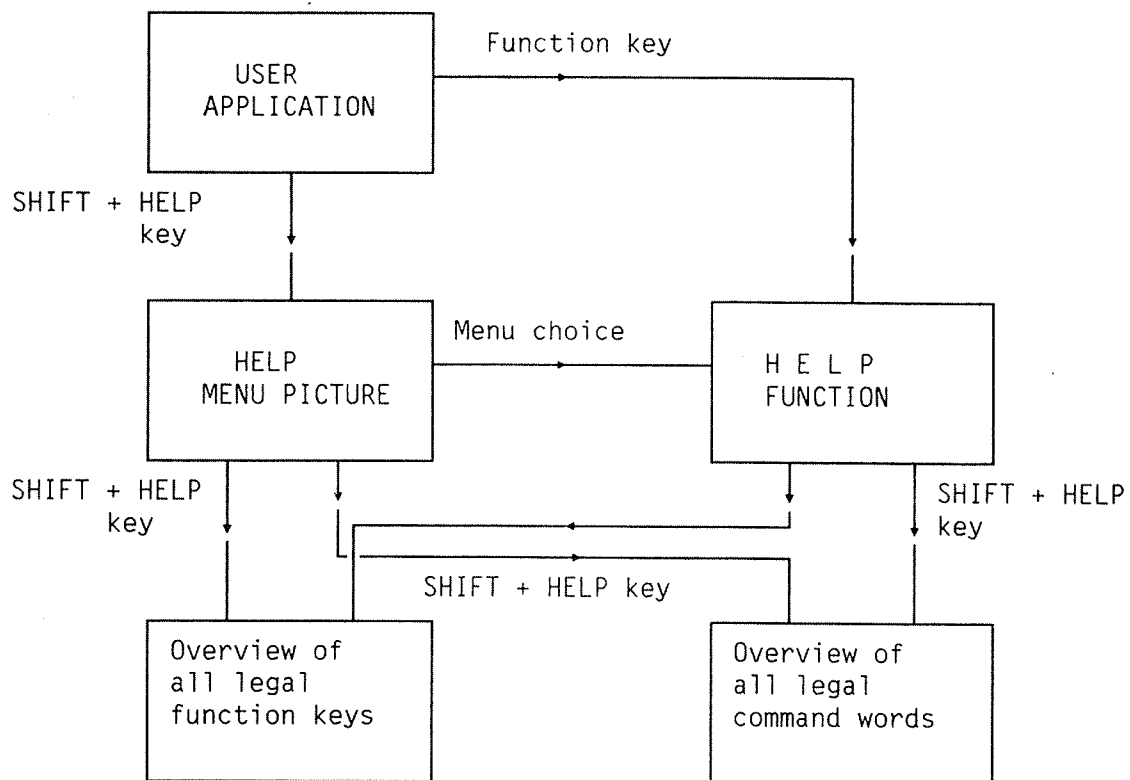 Function key
USER
APPLICATION
SHIFT + HELP
key
Menu choice
HELP
MENU PICTURE
H E L P
FUNCTION
SHIFT + HELP
key
SHIFT + HELP
key
SHIFT + HELP key
Overview of
all legal
function keys
Overview of
all legal
command words